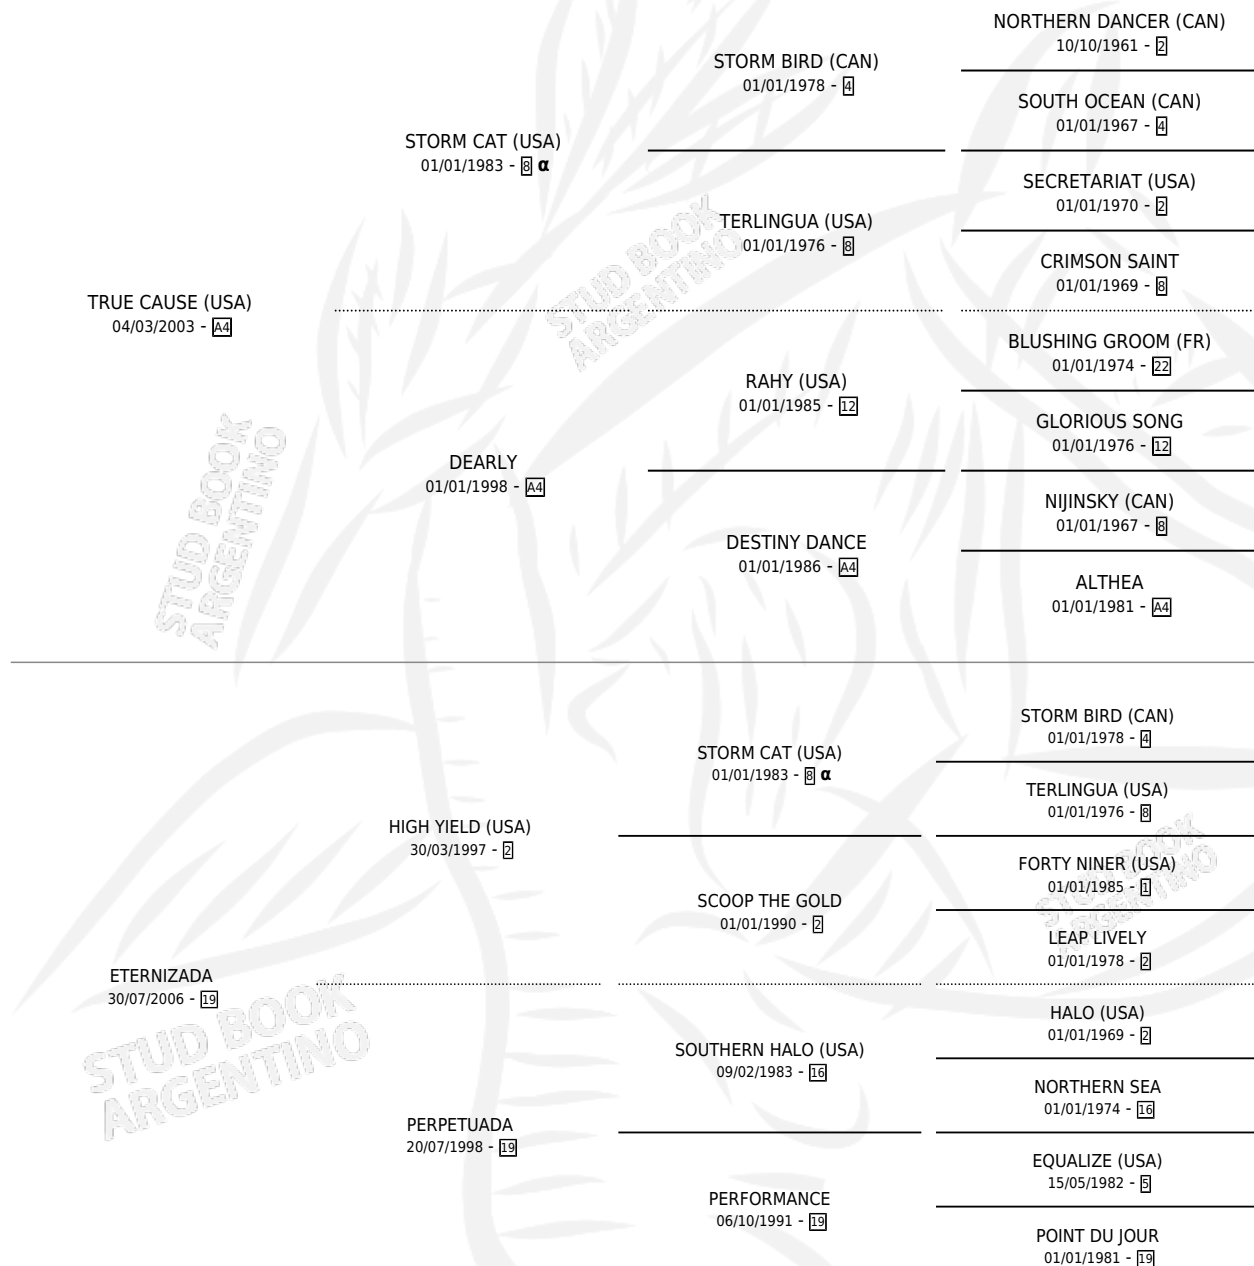 NORTHERN DANCER (CAN)
10/10/1961 - 2
STORM BIRD (CAN)
01/01/1978 - 4
SOUTH OCEAN (CAN)
01/01/1967 - 4
STORM CAT (USA)
01/01/1983 - 8 α
SECRETARIAT (USA)
01/01/1970 - 2
TERLINGUA (USA)
01/01/1976 - 8
CRIMSON SAINT
01/01/1969 - 8
TRUE CAUSE (USA)
04/03/2003 - A4
BLUSHING GROOM (FR)
01/01/1974 - 22
RAHY (USA)
01/01/1985 - 12
GLORIOUS SONG
01/01/1976 - 12
DEARLY
01/01/1998 - A4
NIJINSKY (CAN)
01/01/1967 - 8
DESTINY DANCE
01/01/1986 - A4
ALTHEA
01/01/1981 - A4
STORM BIRD (CAN)
01/01/1978 - 4
STORM CAT (USA)
01/01/1983 - 8 α
TERLINGUA (USA)
01/01/1976 - 8
HIGH YIELD (USA)
30/03/1997 - 2
FORTY NINER (USA)
01/01/1985 - 1
SCOOP THE GOLD
01/01/1990 - 2
LEAP LIVELY
01/01/1978 - 2
ETERNIZADA
30/07/2006 - 19
HALO (USA)
01/01/1969 - 2
SOUTHERN HALO (USA)
09/02/1983 - 16
NORTHERN SEA
01/01/1974 - 16
PERPETUADA
20/07/1998 - 19
EQUALIZE (USA)
15/05/1982 - 5
PERFORMANCE
06/10/1991 - 19
POINT DU JOUR
01/01/1981 - 19
STUD BOOK
ARGENTINO
STUD BOOK
ARGENTINO
STUD BOOK
ARGENTINO
STUD BOOK
ARGENTINO